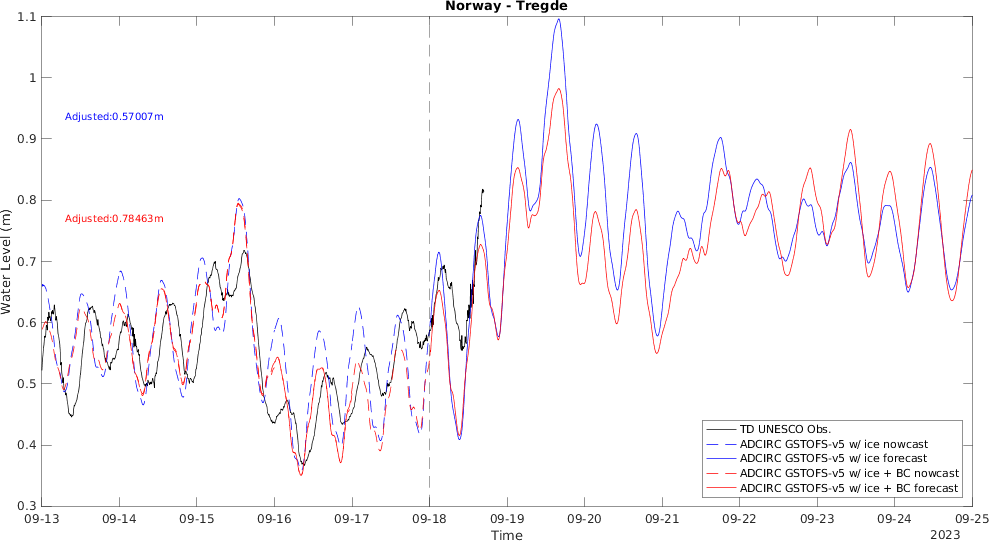 Norway - Tregde
1.1
1
0.9
0.8
0.7
0.6
0.5
0.4
0.3
Water Level (m)
Adjusted:0.57007m
Adjusted:0.78463m
TD UNESCO Obs.
ADCIRC GSTOFS-v5 w/ ice nowcast
ADCIRC GSTOFS-v5 w/ ice forecast
ADCIRC GSTOFS-v5 w/ ice + BC nowcast
ADCIRC GSTOFS-v5 w/ ice + BC forecast
09-13 09-14 09-15 09-16 09-17 09-18 09-19 09-20 09-21 09-22 09-23 09-24 09-25
Time
2023